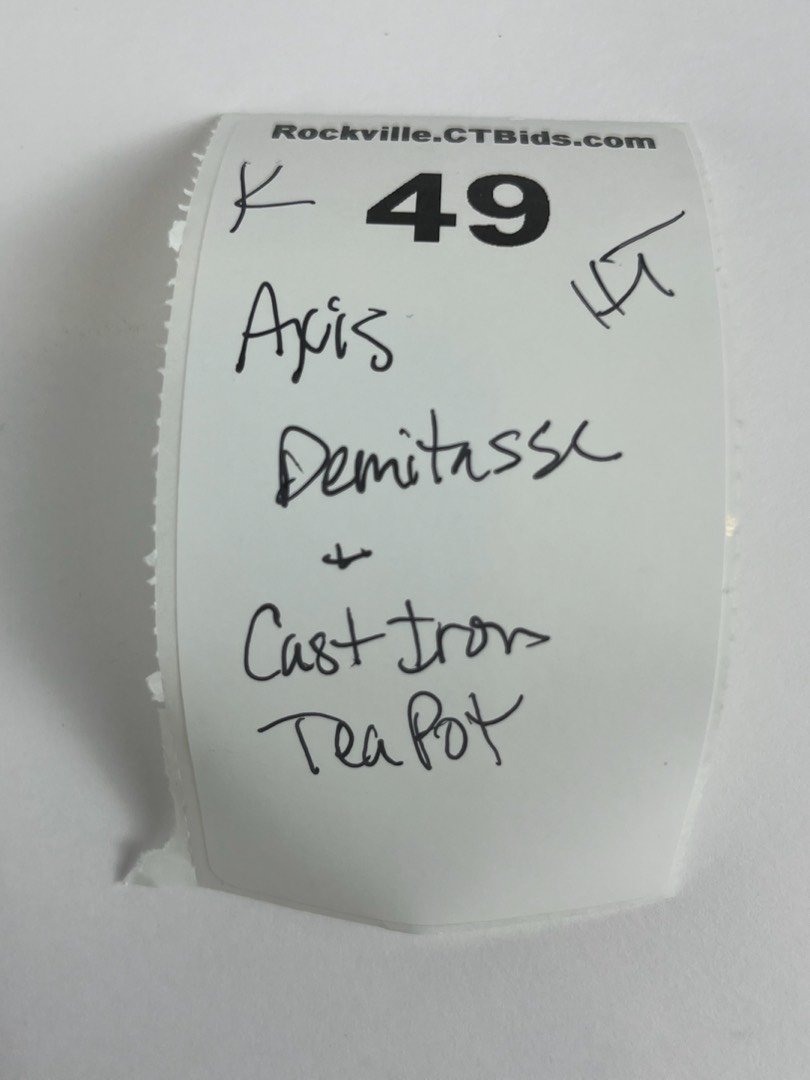 Rockville.CTBids.com
K 49
HT
Axis
Demitasse
+
Cast Iron
Tea Pot